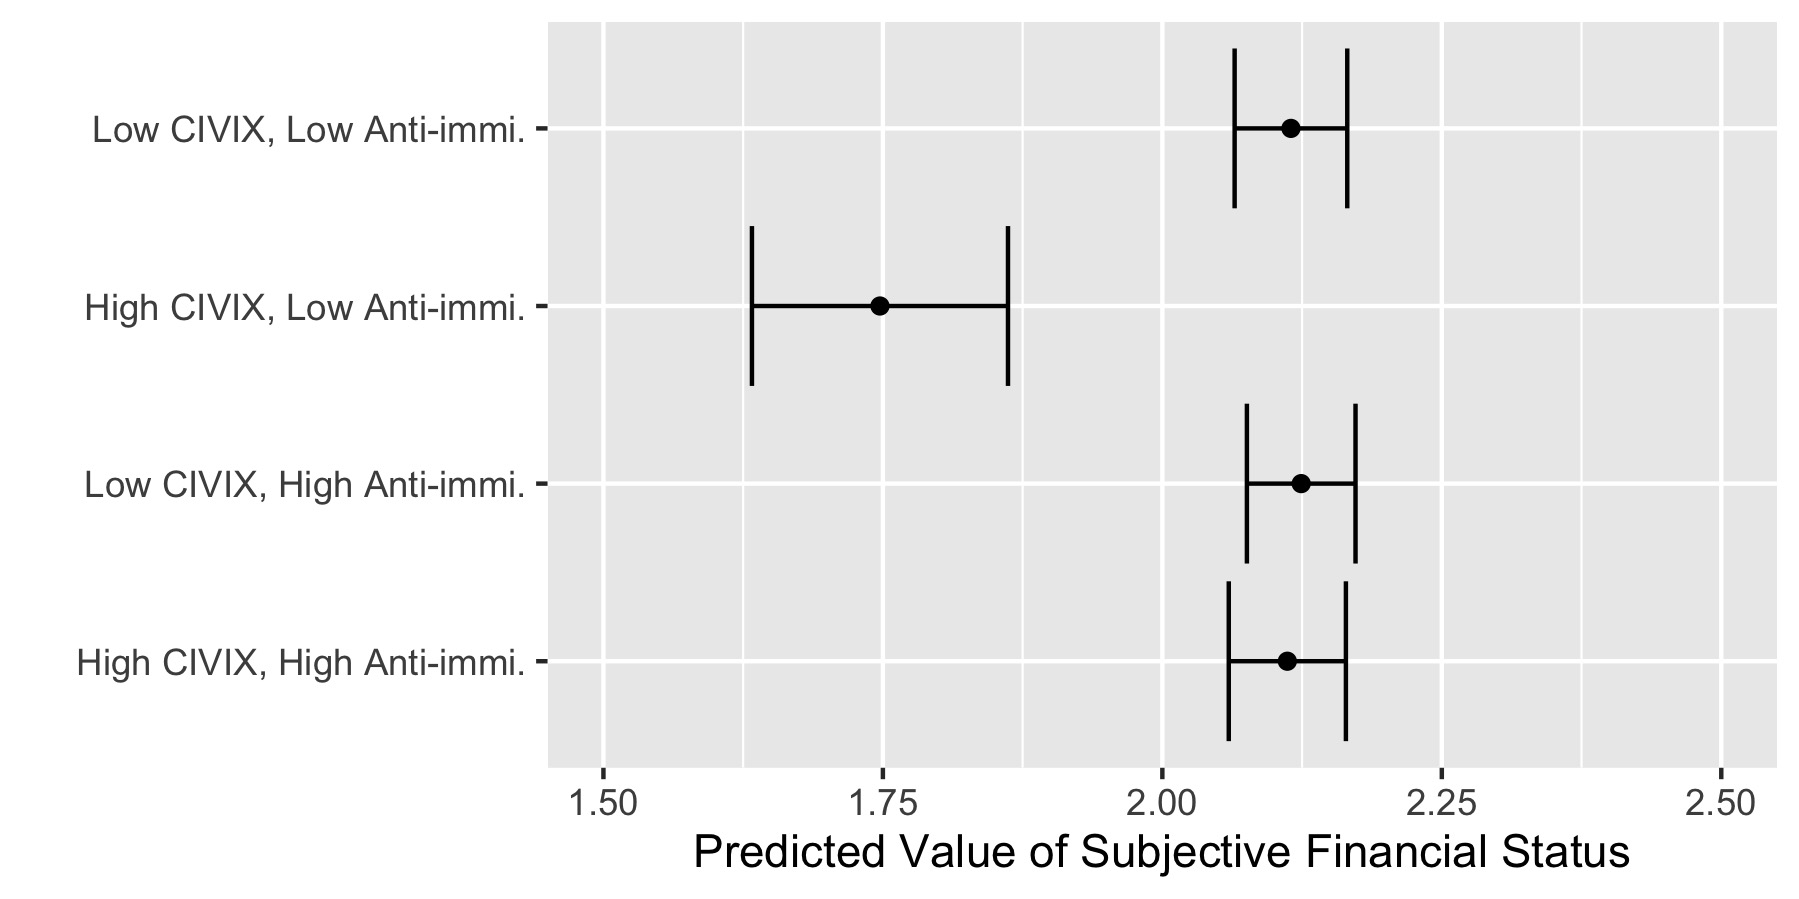 Low CIVIX, Low Anti-immi.
High CIVIX, Low Anti-immi.
Low CIVIX, High Anti-immi.
High CIVIX, High Anti-immi.
1.50 1.75 2.00 2.25 2.50
Predicted Value of Subjective Financial Status